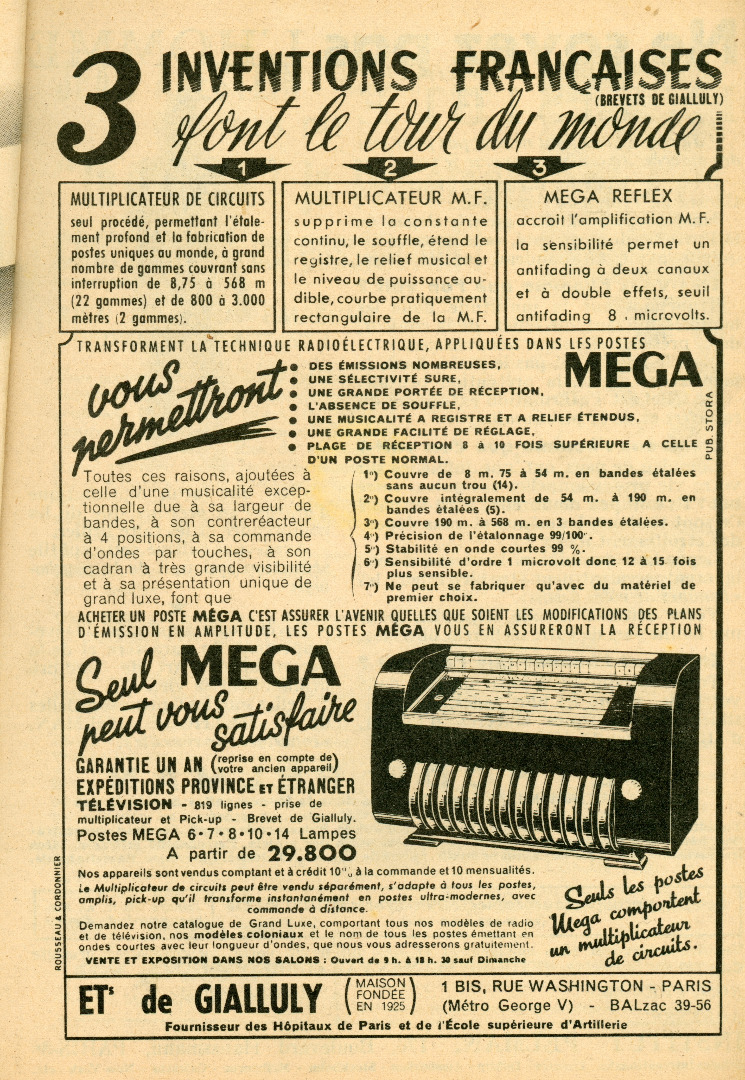 3 INVENTIONS FRANÇAISES
(BREVETS DE GIALLULY)
font le tour du monde
1
2
3
MULTIPLICATEUR DE CIRCUITS
seul procédé, permettant l'étale-
ment profond et la fabrication de
postes uniques au monde, à grand
nombre de gammes couvrant sans
interruption de 8,75 à 568 m
(22 gammes) et de 800 à 3.000
mètres (2 gammes).
MULTIPLICATEUR M.F.
supprime la constante
continu, le souffle, étend le
registre, le relief musical et
le niveau de puissance au-
dible, courbe pratiquement
rectangulaire de la M.F.
MEGA REFLEX
accroit l'amplification M.F.
la sensibilité permet un
antifading à deux canaux
et à double effets, seuil
antifading 8 . microvolts.
TRANSFORMENT LA TECHNIQUE RADIOÉLECTRIQUE, APPLIQUÉES DANS LES POSTES
MEGA
vous
permettront
● DES ÉMISSIONS NOMBREUSES,
● UNE SÉLECTIVITÉ SURE,
● UNE GRANDE PORTÉE DE RÉCEPTION,
● L'ABSENCE DE SOUFFLE,
● UNE MUSICALITÉ A REGISTRE ET A RELIEF ÉTENDUS,
● UNE GRANDE FACILITÉ DE RÉGLAGE,
● PLAGE DE RÉCEPTION 8 à 10 FOIS SUPÉRIEURE A CELLE
D'UN POSTE NORMAL.
PUB. STORA
Toutes ces raisons, ajoutées à
celle d'une musicalité excep-
tionnelle due à sa largeur de
bandes, à son contreréacteur
à 4 positions, à sa commande
d'ondes par touches, à son
cadran à très grande visibilité
et à sa présentation unique de
grand luxe, font que
1°) Couvre de 8 m. 75 à 54 m. en bandes étalées
sans aucun trou (14).
2°) Couvre intégralement de 54 m. à 190 m. en
bandes étalées (5).
3°) Couvre 190 m. à 568 m. en 3 bandes étalées.
4°) Précision de l'étalonnage 99/100°.
5°) Stabilité en onde courtes 99 %.
6°) Sensibilité d'ordre 1 microvolt donc 12 à 15 fois
plus sensible.
7°) Ne peut se fabriquer qu'avec du matériel de
premier choix.
ACHETER UN POSTE MÉGA C'EST ASSURER L'AVENIR QUELLES QUE SOIENT LES MODIFICATIONS DES PLANS
D'ÉMISSION EN AMPLITUDE, LES POSTES MÉGA VOUS EN ASSURERONT LA RÉCEPTION
Seul MEGA
peut vous
satisfaire
GARANTIE UN AN (reprise en compte de
votre ancien appareil)
EXPÉDITIONS PROVINCE ET ÉTRANGER
TÉLÉVISION - 819 lignes - prise de
multiplicateur et Pick-up - Brevet de Gialluly.
Postes MEGA 6·7·8·10·14 Lampes
A partir de 29.800
Nos appareils sont vendus comptant et à crédit 10 % à la commande et 10 mensualités.
Le Multiplicateur de circuits peut être vendu séparément, s'adapte à tous les postes,
amplis, pick-up qu'il transforme instantanément en postes ultra-modernes, avec
commande à distance.
Demandez notre catalogue de Grand Luxe, comportant tous nos modèles de radio
et de télévision, nos modèles coloniaux et le nom de tous les postes émettant en
ondes courtes avec leur longueur d'ondes, que nous vous adresserons gratuitement.
VENTE ET EXPOSITION DANS NOS SALONS : Ouvert de 9 h. à 18 h. 30 sauf Dimanche
Seuls les postes
Mega comportent
un multiplicateur
de circuits.
ROUSSEAU & CORDONNIER
ETs de GIALLULY (MAISON
FONDÉE
EN 1925)
1 BIS, RUE WASHINGTON - PARIS
(Métro George V) - BALzac 39-56
Fournisseur des Hôpitaux de Paris et de l'École supérieure d'Artillerie